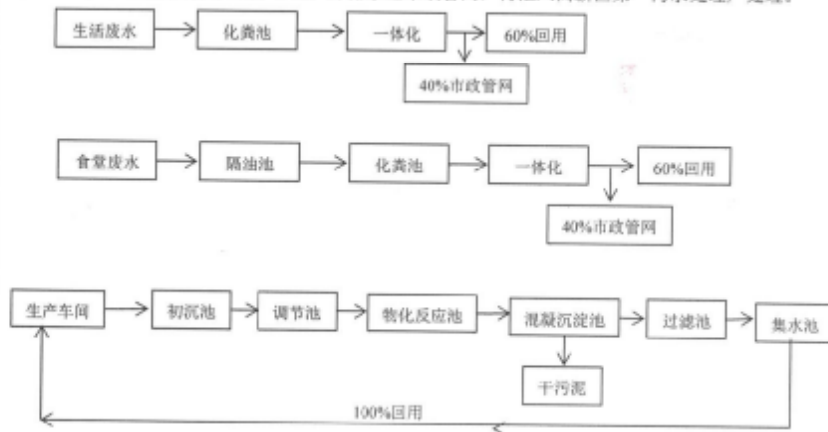 生活废水 化粪池 一体化 60%回用
40%市政管网
食堂废水 隔油池 化粪池 一体化 60%回用
40%市政管网
生产车间 初沉池 调节池 物化反应池 混凝沉淀池 过滤池 集水池
干污泥
100%回用